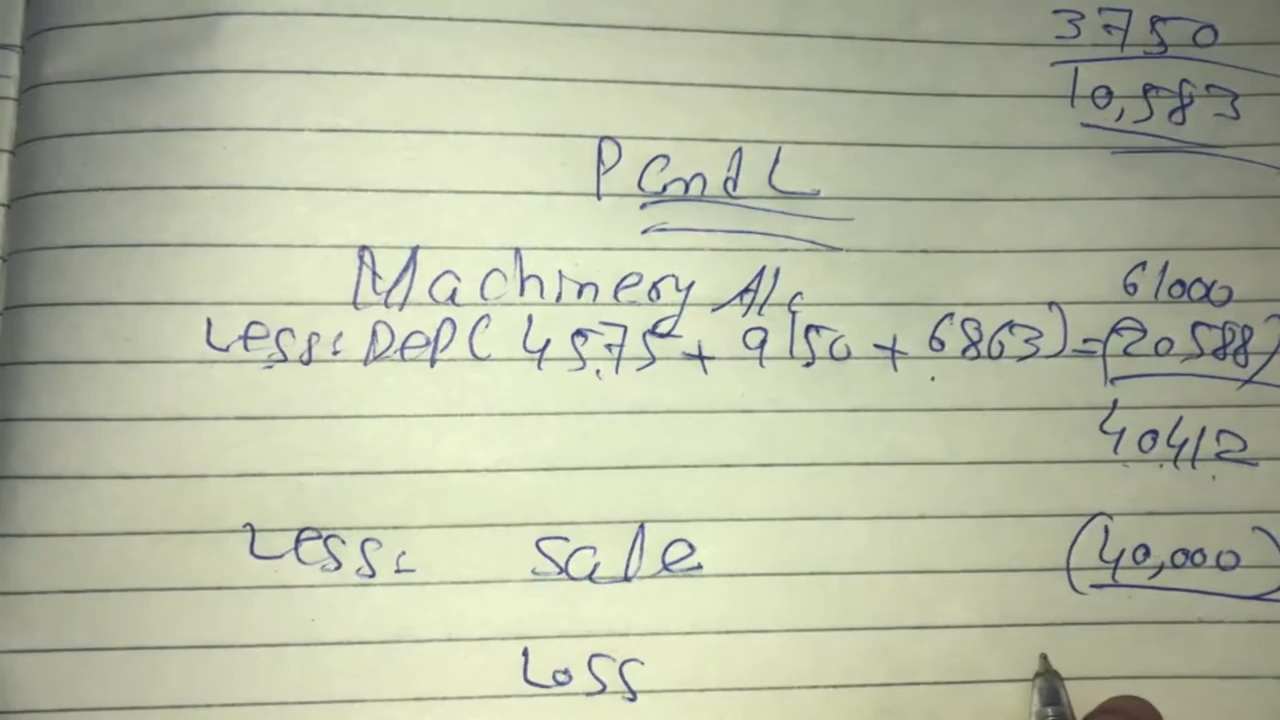 3750
10,583
P and L
Machinery A/c 61000
Less: Dep ( 4575 + 9150 + 6863 ) = (20588)
40412
Less: Sale (40,000)
Loss